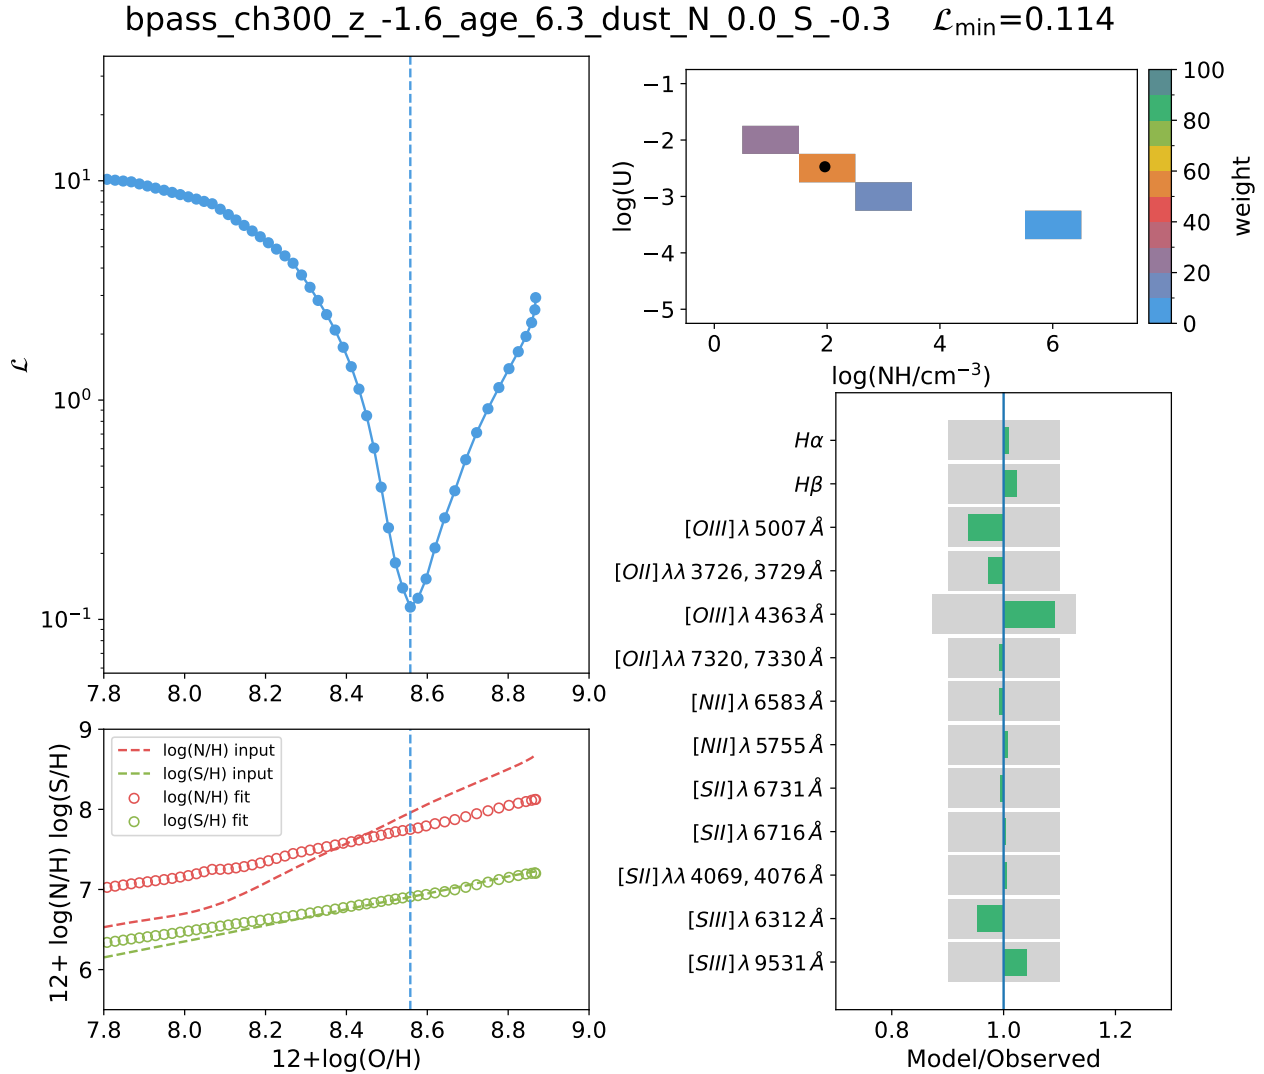 bpass_ch300_z_-1.6_age_6.3_dust_N_0.0_S_-0.3 ℒmin=0.114
10¹
10⁰
10⁻¹
ℒ
7.8 8.0 8.2 8.4 8.6 8.8 9.0
−1
−2
−3
−4
−5
log(U)
0 2 4 6
log(NH/cm⁻³)
100
80
60
40
20
0
weight
9
8
7
6
12+ log(N/H) log(S/H)
log(N/H) input
log(S/H) input
log(N/H) fit
log(S/H) fit
7.8 8.0 8.2 8.4 8.6 8.8 9.0
12+log(O/H)
Hα
Hβ
[OIII] λ 5007 Å
[OII] λλ 3726, 3729 Å
[OIII] λ 4363 Å
[OII] λλ 7320, 7330 Å
[NII] λ 6583 Å
[NII] λ 5755 Å
[SII] λ 6731 Å
[SII] λ 6716 Å
[SII] λλ 4069, 4076 Å
[SIII] λ 6312 Å
[SIII] λ 9531 Å
0.8 1.0 1.2
Model/Observed